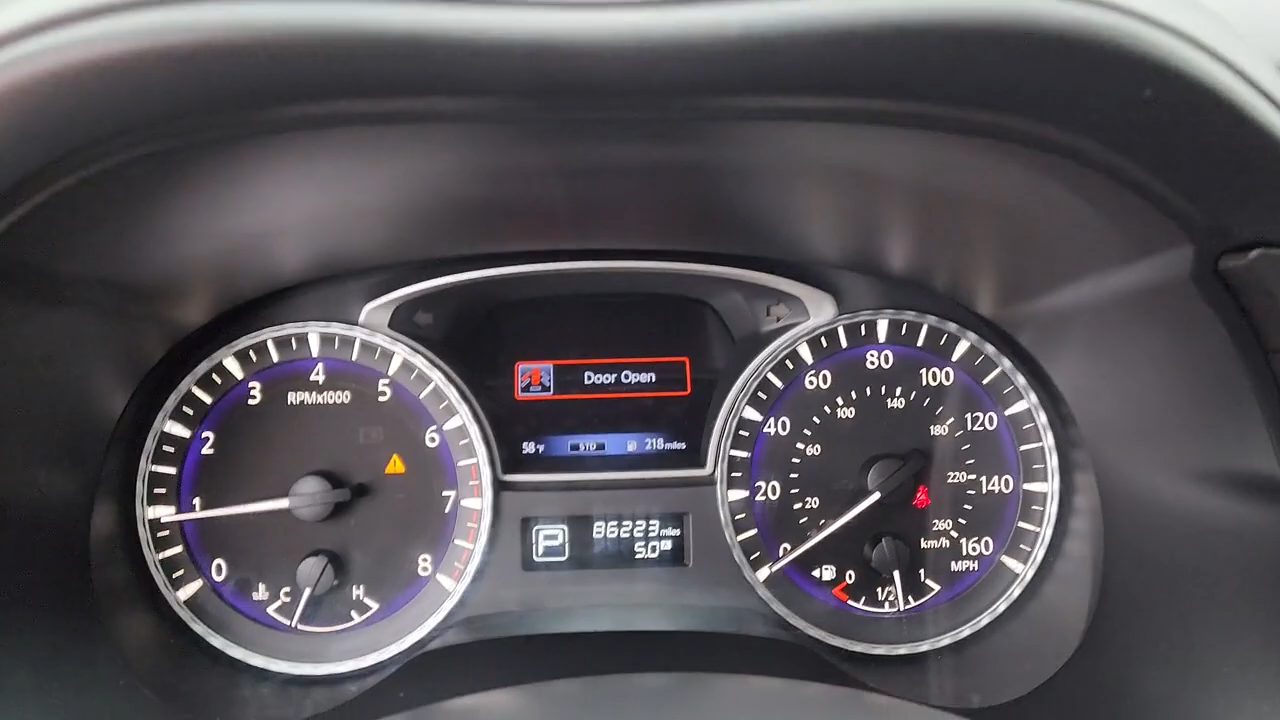 Door Open
58°F STD 218 miles
P 86223 miles
5.0
0 1 2 3 4 5 6 7 8
RPMx1000
C H
0 20 40 60 80 100 120 140 160
MPH
20 60 100 140 180 220 260
km/h
0 1/2 1